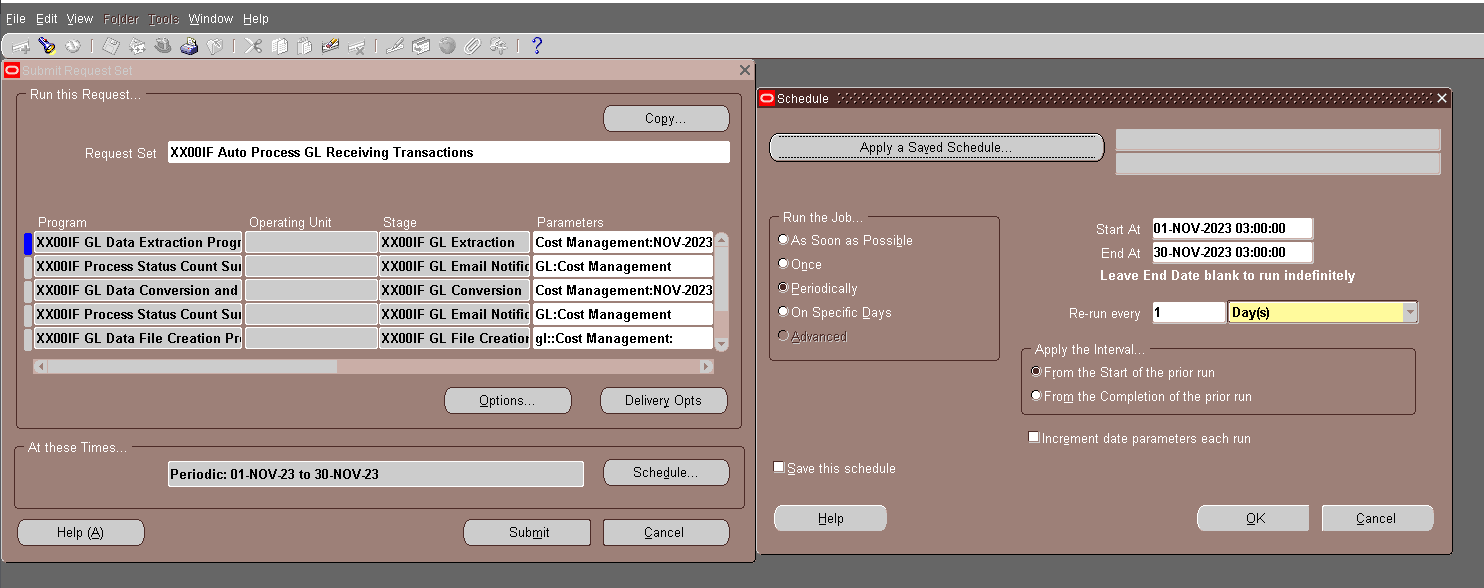 File Edit View Folder Tools Window Help
?
Submit Request Set
Run this Request...
Copy...
Request Set XX00IF Auto Process GL Receiving Transactions
Program Operating Unit Stage Parameters
XX00IF GL Data Extraction Progr XX00IF GL Extraction Cost Management:NOV-2023
XX00IF Process Status Count Su XX00IF GL Email Notific GL:Cost Management
XX00IF GL Data Conversion and XX00IF GL Conversion Cost Management:NOV-2023
XX00IF Process Status Count Su XX00IF GL Email Notific GL:Cost Management
XX00IF GL Data File Creation Pr XX00IF GL File Creation gl::Cost Management:
Options... Delivery Opts
At these Times...
Periodic: 01-NOV-23 to 30-NOV-23 Schedule...
Help (A) Submit Cancel
Schedule
Apply a Saved Schedule...
Run the Job...
As Soon as Possible
Once
Periodically
On Specific Days
Advanced
Start At 01-NOV-2023 03:00:00
End At 30-NOV-2023 03:00:00
Leave End Date blank to run indefinitely
Re-run every 1 Day(s)
Apply the Interval...
From the Start of the prior run
From the Completion of the prior run
Increment date parameters each run
Save this schedule
Help OK Cancel